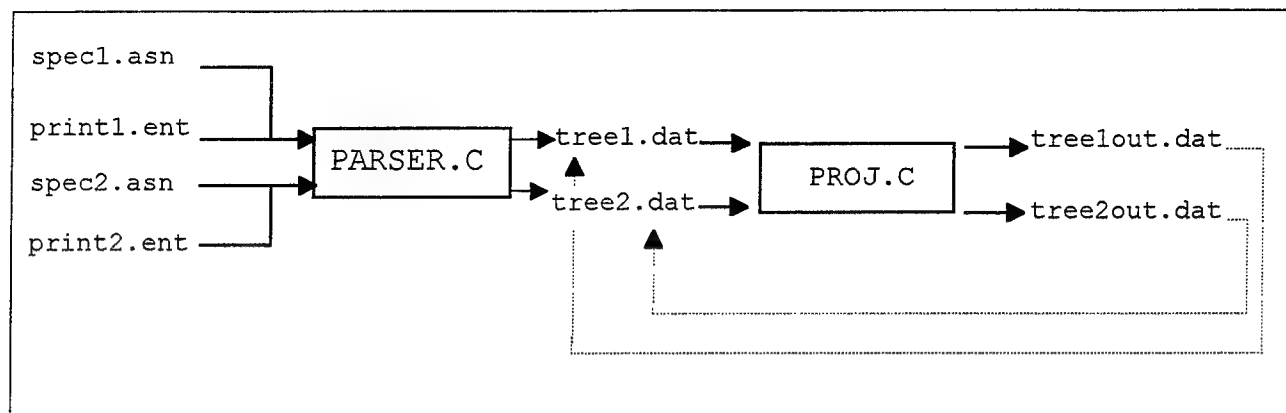 spec1.asn
print1.ent
spec2.asn
print2.ent
PARSER.C
tree1.dat
tree2.dat
PROJ.C
tree1out.dat
tree2out.dat